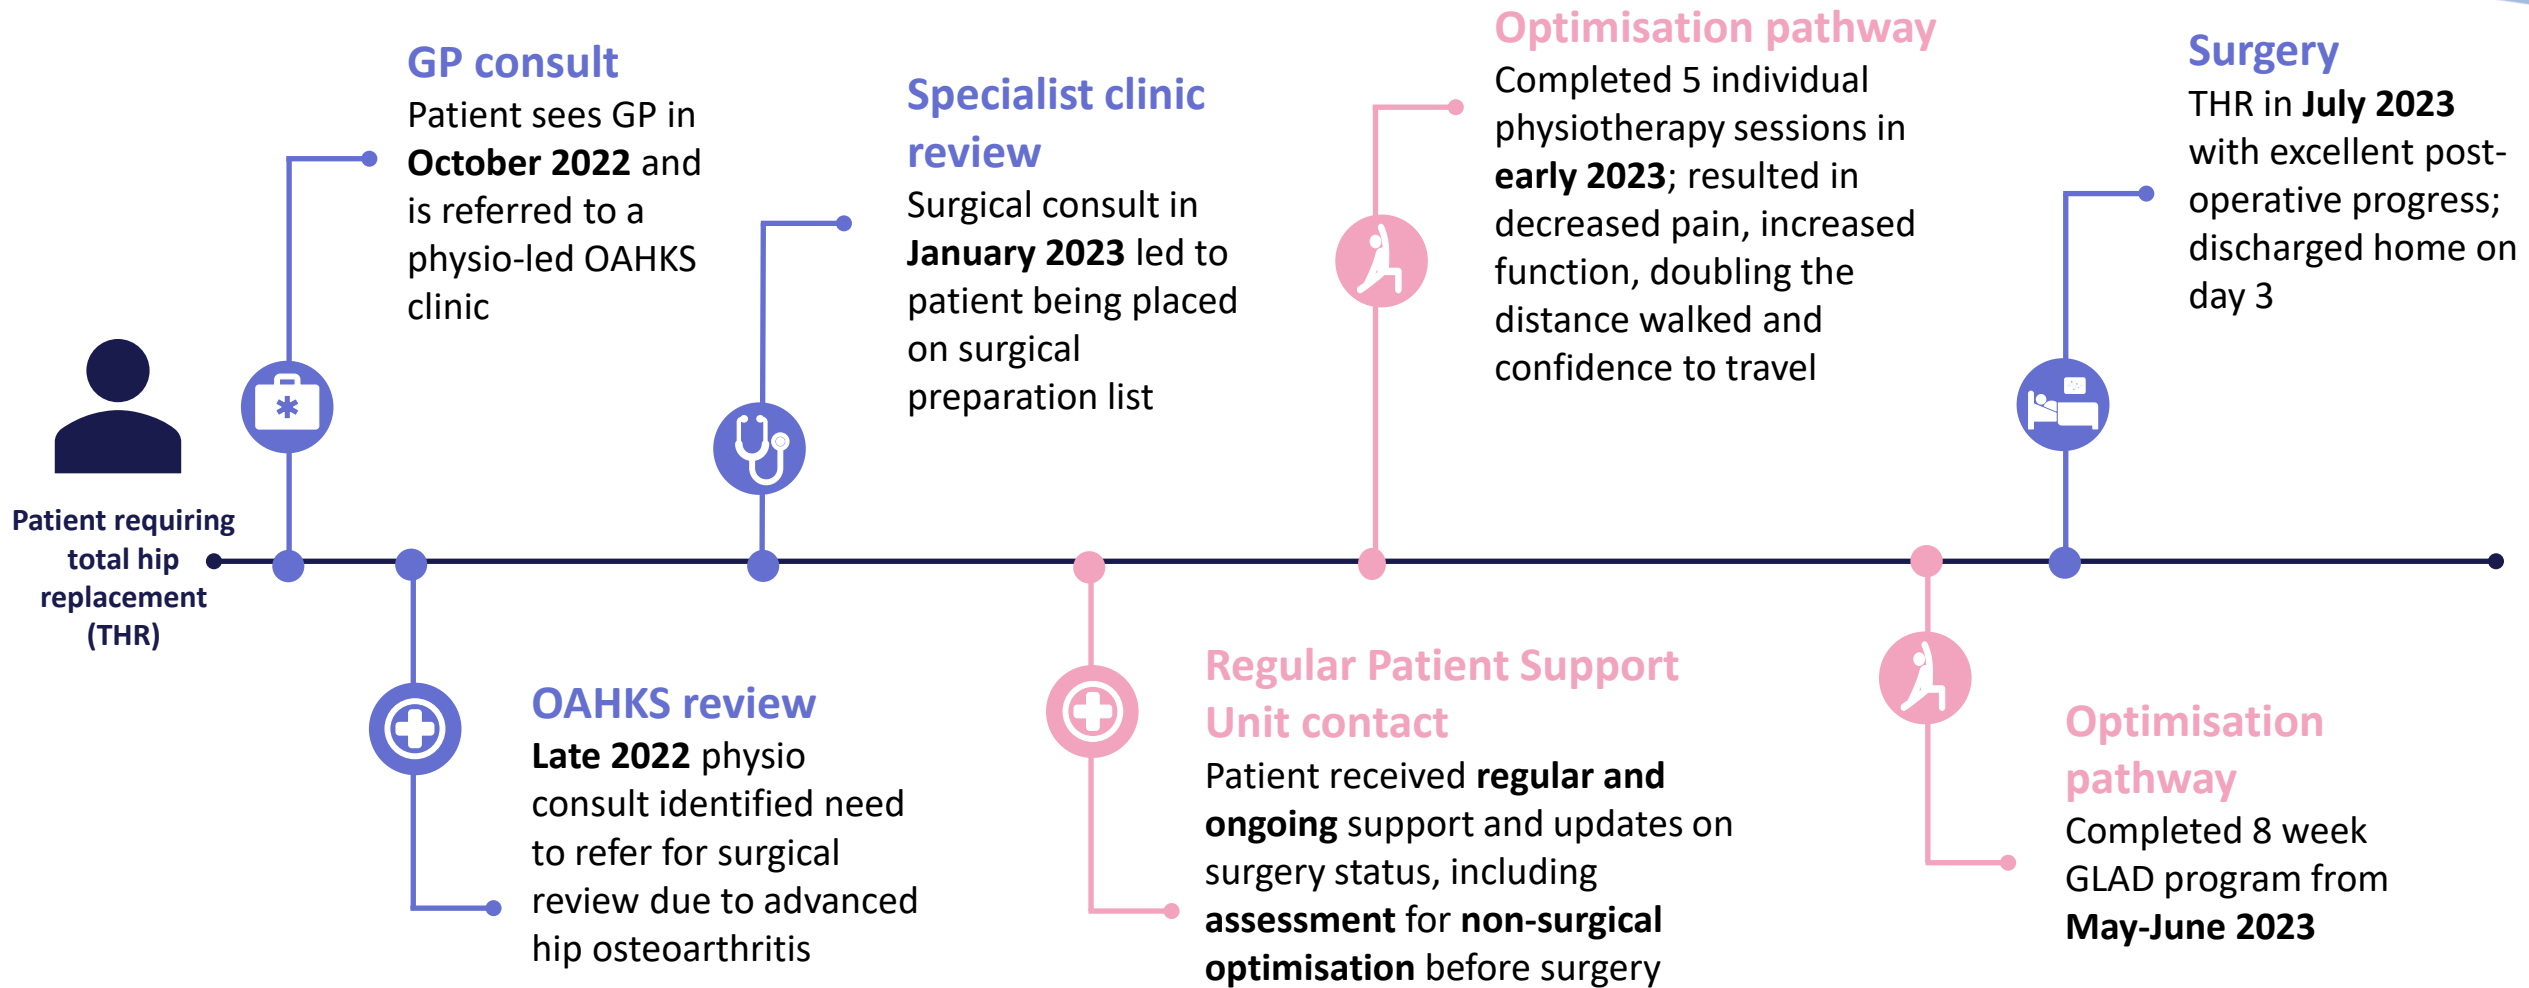 Patient requiring
total hip
replacement
(THR)
GP consult
Patient sees GP in
October 2022 and
is referred to a
physio-led OAHKS
clinic
OAHKS review
Late 2022 physio
consult identified need
to refer for surgical
review due to advanced
hip osteoarthritis
Specialist clinic
review
Surgical consult in
January 2023 led to
patient being placed
on surgical
preparation list
Regular Patient Support
Unit contact
Patient received regular and
ongoing support and updates on
surgery status, including
assessment for non-surgical
optimisation before surgery
Optimisation pathway
Completed 5 individual
physiotherapy sessions in
early 2023; resulted in
decreased pain, increased
function, doubling the
distance walked and
confidence to travel
Optimisation
pathway
Completed 8 week
GLAD program from
May-June 2023
Surgery
THR in July 2023
with excellent post-
operative progress;
discharged home on
day 3